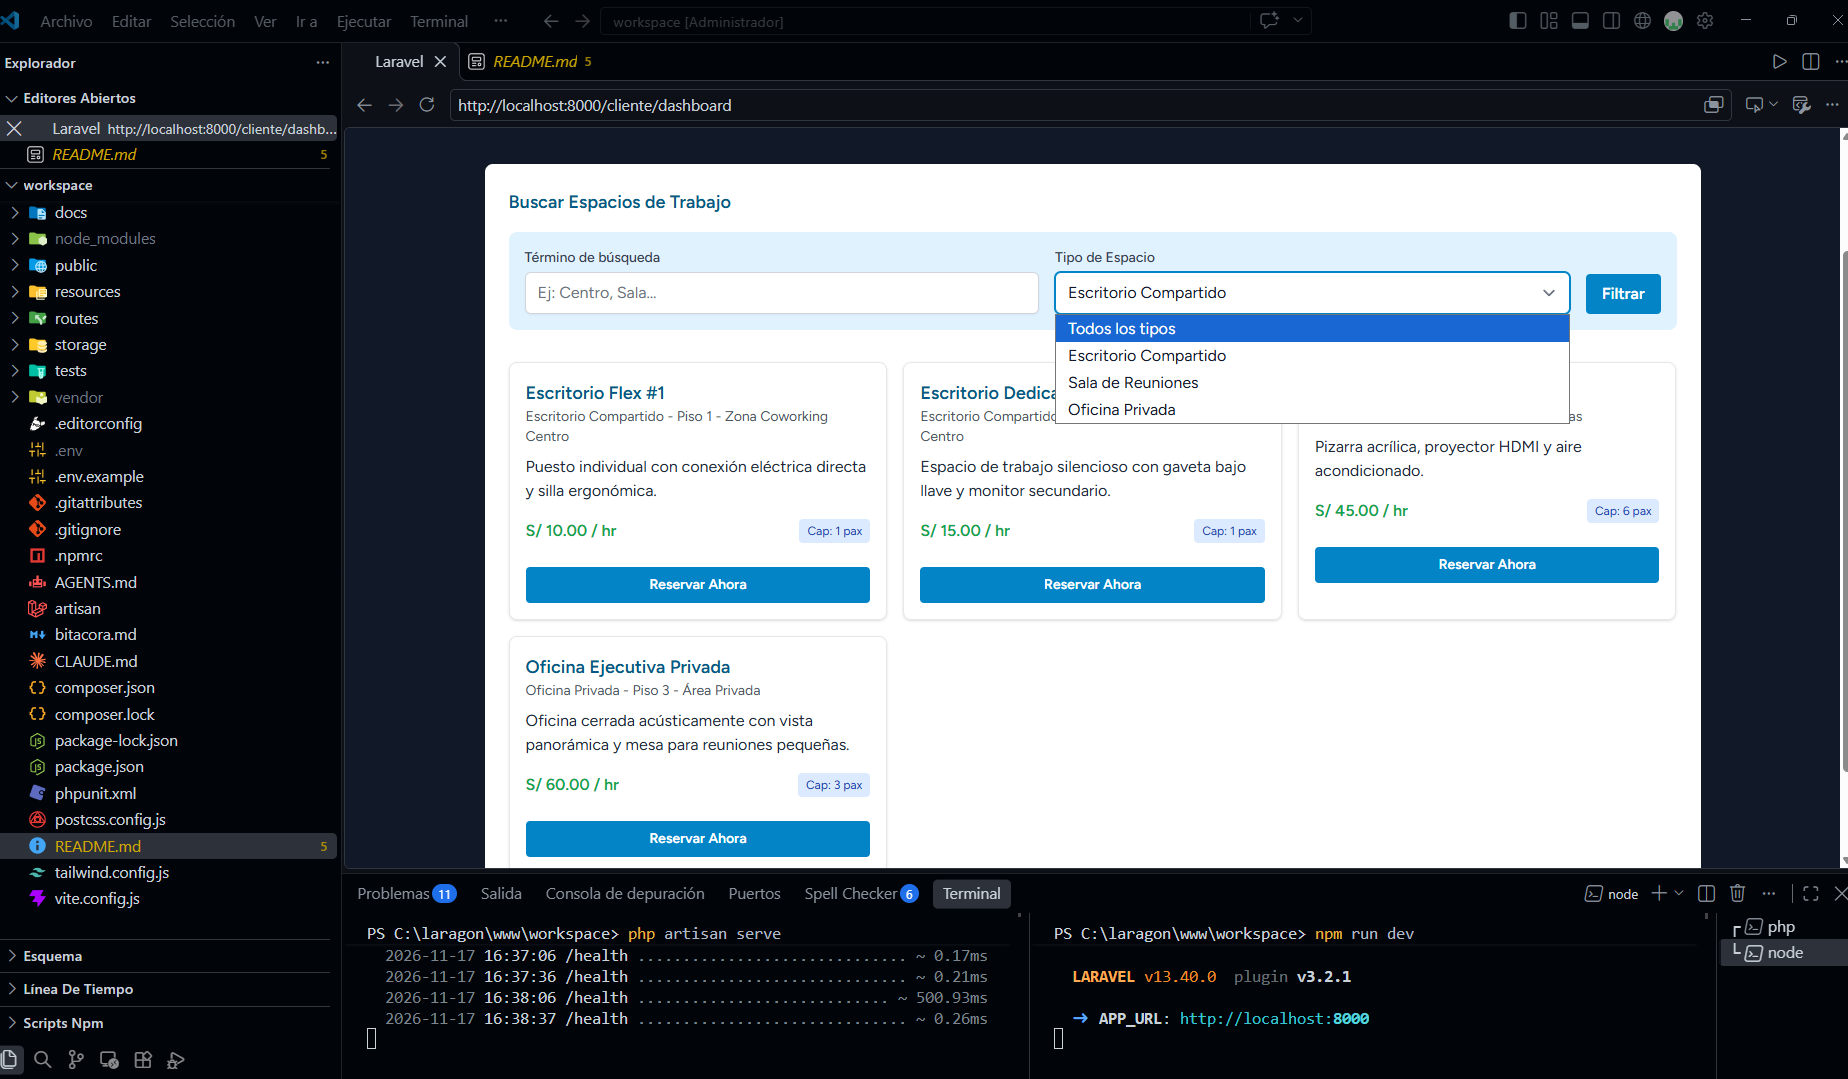 Archivo Editar Selección Ver Ir a Ejecutar Terminal ··· workspace [Administrador]
Explorador ···
Editores Abiertos
Laravel http://localhost:8000/cliente/dashb...
README.md 5
workspace
docs
node_modules
public
resources
routes
storage
tests
vendor
.editorconfig
.env
.env.example
.gitattributes
.gitignore
.npmrc
AGENTS.md
artisan
bitacora.md
CLAUDE.md
composer.json
composer.lock
package-lock.json
package.json
phpunit.xml
postcss.config.js
README.md 5
tailwind.config.js
vite.config.js
Esquema
Línea De Tiempo
Scripts Npm
Laravel README.md 5
http://localhost:8000/cliente/dashboard
Buscar Espacios de Trabajo
Término de búsqueda
Ej: Centro, Sala...
Tipo de Espacio
Escritorio Compartido
Filtrar
Todos los tipos
Escritorio Compartido
Sala de Reuniones
Oficina Privada
Escritorio Flex #1
Escritorio Compartido - Piso 1 - Zona Coworking
Centro
Puesto individual con conexión eléctrica directa
y silla ergonómica.
S/ 10.00 / hr Cap: 1 pax
Reservar Ahora
Escritorio Dedica
Escritorio Compartido
Centro
Espacio de trabajo silencioso con gaveta bajo
llave y monitor secundario.
S/ 15.00 / hr Cap: 1 pax
Reservar Ahora
as
Pizarra acrílica, proyector HDMI y aire
acondicionado.
S/ 45.00 / hr Cap: 6 pax
Reservar Ahora
Oficina Ejecutiva Privada
Oficina Privada - Piso 3 - Área Privada
Oficina cerrada acústicamente con vista
panorámica y mesa para reuniones pequeñas.
S/ 60.00 / hr Cap: 3 pax
Reservar Ahora
Problemas 11 Salida Consola de depuración Puertos Spell Checker 6 Terminal node
PS C:\laragon\www\workspace> php artisan serve
2026-11-17 16:37:06 /health ............................. ~ 0.17ms
2026-11-17 16:37:36 /health ............................. ~ 0.21ms
2026-11-17 16:38:06 /health ........................... ~ 500.93ms
2026-11-17 16:38:37 /health ............................. ~ 0.26ms
PS C:\laragon\www\workspace> npm run dev
LARAVEL v13.40.0 plugin v3.2.1
➜ APP_URL: http://localhost:8000
php
node